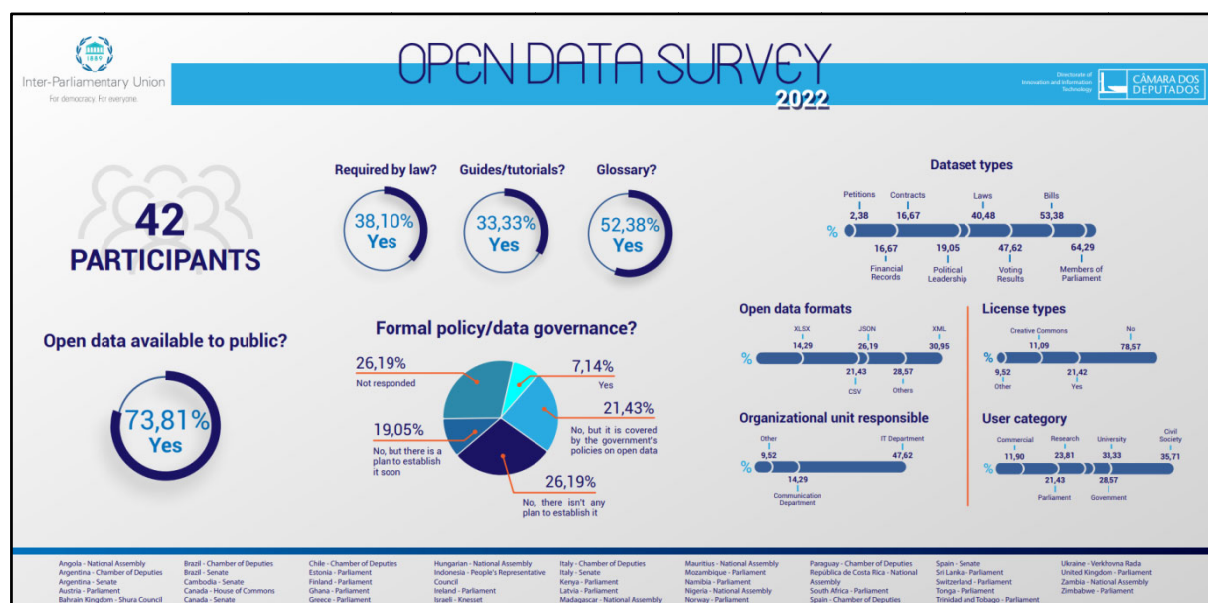 1889
Inter-Parliamentary Union
For democracy. For everyone.
OPEN DATA SURVEY
2022
Directorate of
Innovation and Information
Technology
CÂMARA DOS
DEPUTADOS
42
PARTICIPANTS
Open data available to public?
73,81%
Yes
Required by law?
38,10%
Yes
Guides/tutorials?
33,33%
Yes
Glossary?
52,38%
Yes
Formal policy/data governance?
26,19%
Not responded
7,14%
Yes
21,43%
No, but it is covered
by the government's
policies on open data
19,05%
No, but there is a
plan to establish
it soon
26,19%
No, there isn't any
plan to establish it
Dataset types
Petitions
Contracts
Laws
Bills
2,38
16,67
40,48
53,38
%
16,67
19,05
47,62
64,29
Financial
Records
Political
Leadership
Voting
Results
Members of
Parliament
Open data formats
XLSX
JSON
XML
14,29
26,19
30,95
%
21,43
28,57
CSV
Others
License types
Creative Commons
No
11,09
78,57
%
9,52
21,42
Other
Yes
Organizational unit responsible
Other
IT Department
9,52
47,62
%
14,29
Communication
Department
User category
Commercial
Research
University
Civil
Society
11,90
23,81
33,33
35,71
%
21,43
28,57
Parliament
Government
Angola - National Assembly
Argentina - Chamber of Deputies
Argentina - Senate
Austria - Parliament
Bahrain Kingdom - Shura Council
Brazil - Chamber of Deputies
Brazil - Senate
Cambodia - Senate
Canada - House of Commons
Canada - Senate
Chile - Chamber of Deputies
Estonia - Parliament
Finland - Parliament
Ghana - Parliament
Greece - Parliament
Hungarian - National Assembly
Indonesia - People's Representative
Council
Ireland - Parliament
Israeli - Knesset
Italy - Chamber of Deputies
Italy - Senate
Kenya - Parliament
Latvia - Parliament
Madagascar - National Assembly
Mauritius - National Assembly
Mozambique - Parliament
Namibia - Parliament
Nigeria - National Assembly
Norway - Parliament
Paraguay - Chamber of Deputies
República de Costa Rica - National
Assembly
South Africa - Parliament
Spain - Chamber of Deputies
Spain - Senate
Sri Lanka - Parliament
Switzerland - Parliament
Tonga - Parliament
Trinidad and Tobago - Parliament
Ukraine - Verkhovna Rada
United Kingdom - Parliament
Zambia - National Assembly
Zimbabwe - Parliament